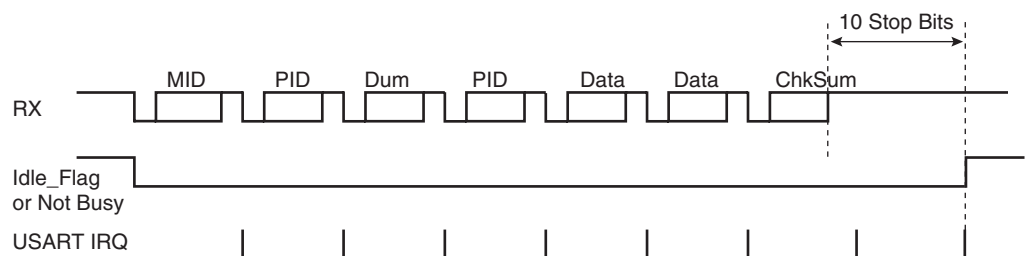 10 Stop Bits
MID PID Dum PID Data Data ChkSum
RX
Idle_Flag
or Not Busy
USART IRQ